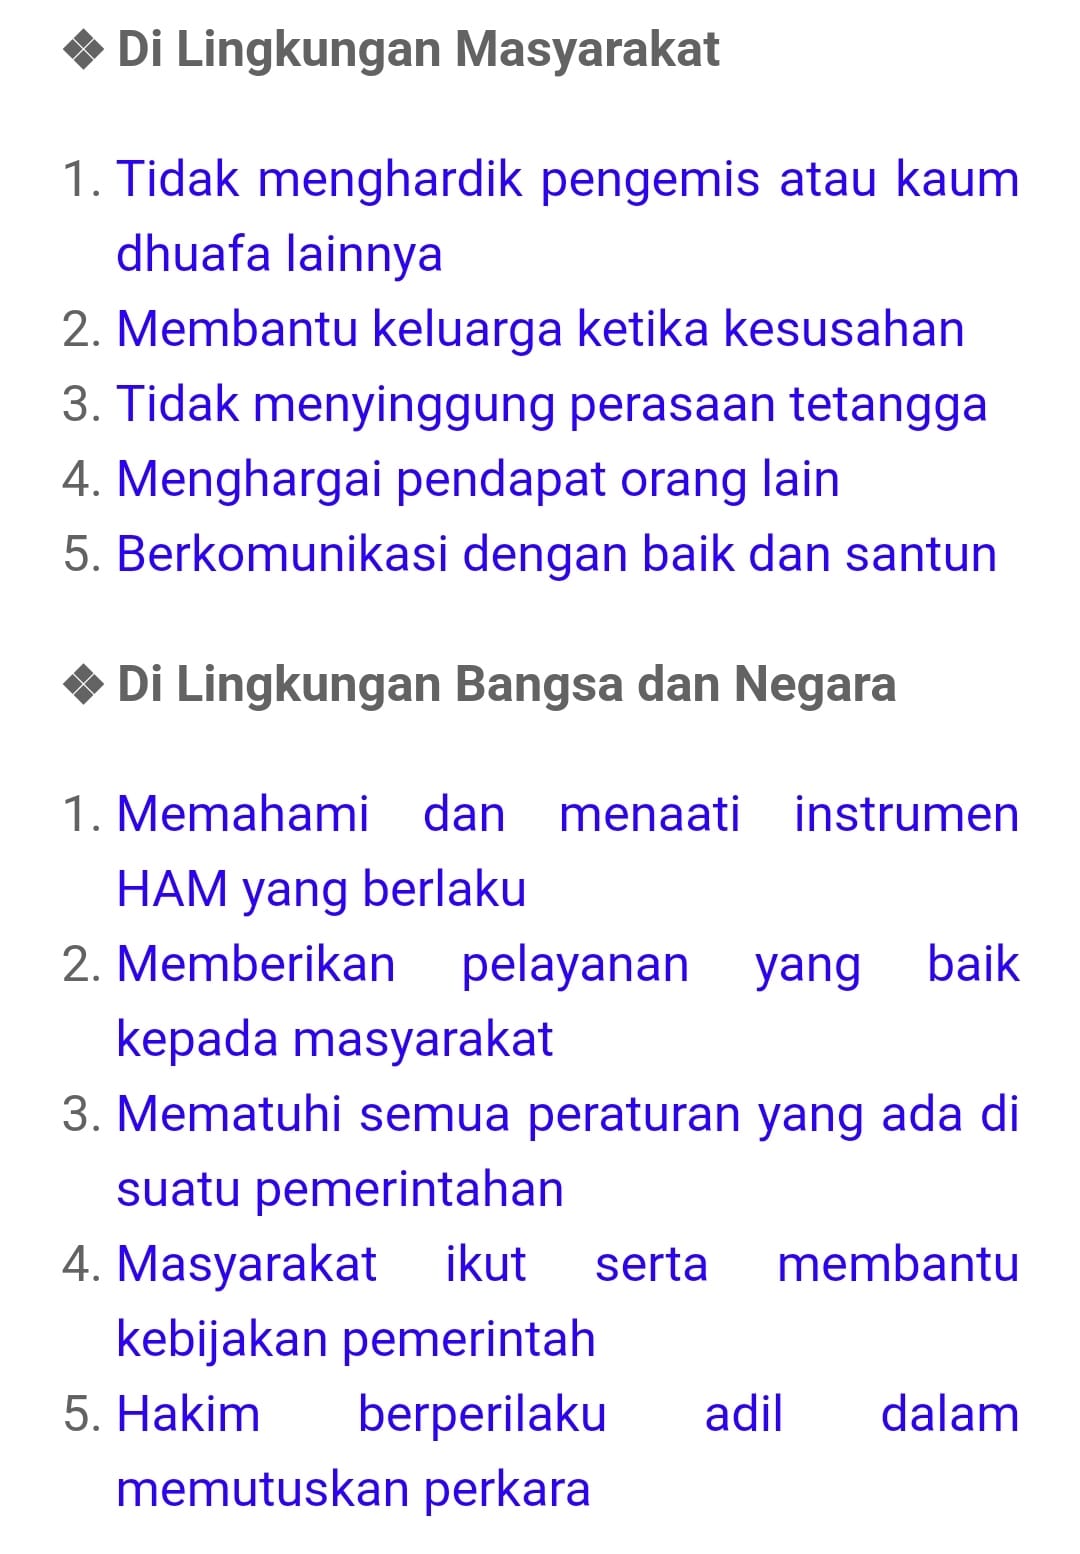 ❖ Di Lingkungan Masyarakat
1. Tidak menghardik pengemis atau kaum
dhuafa lainnya
2. Membantu keluarga ketika kesusahan
3. Tidak menyinggung perasaan tetangga
4. Menghargai pendapat orang lain
5. Berkomunikasi dengan baik dan santun
❖ Di Lingkungan Bangsa dan Negara
1. Memahami dan menaati instrumen
HAM yang berlaku
2. Memberikan pelayanan yang baik
kepada masyarakat
3. Mematuhi semua peraturan yang ada di
suatu pemerintahan
4. Masyarakat ikut serta membantu
kebijakan pemerintah
5. Hakim berperilaku adil dalam
memutuskan perkara